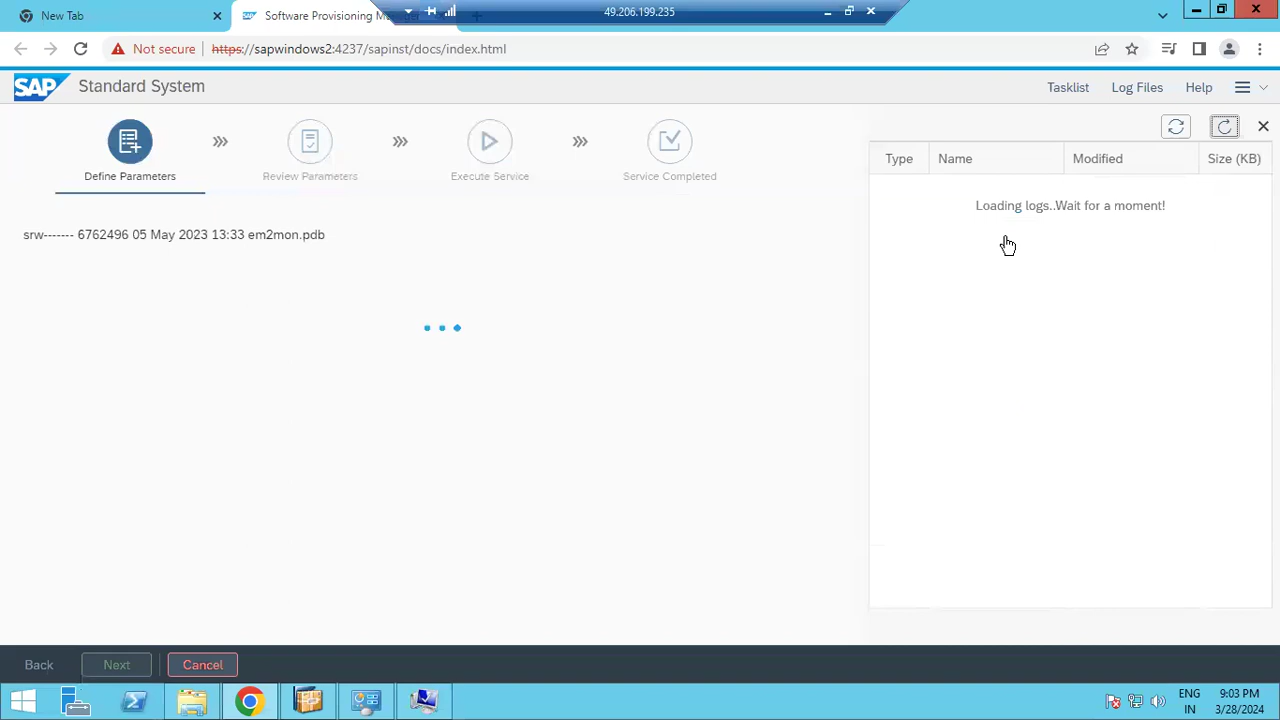 New Tab
Software Provisioning Manager
49.206.199.235
Not secure
https://sapwindows2:4237/sapinst/docs/index.html
SAP
Standard System
Tasklist
Log Files
Help
Define Parameters
Review Parameters
Execute Service
Service Completed
Type
Name
Modified
Size (KB)
Loading logs..Wait for a moment!
srw------- 6762496 05 May 2023 13:33 em2mon.pdb
Back
Next
Cancel
ENG
IN
9:03 PM
3/28/2024